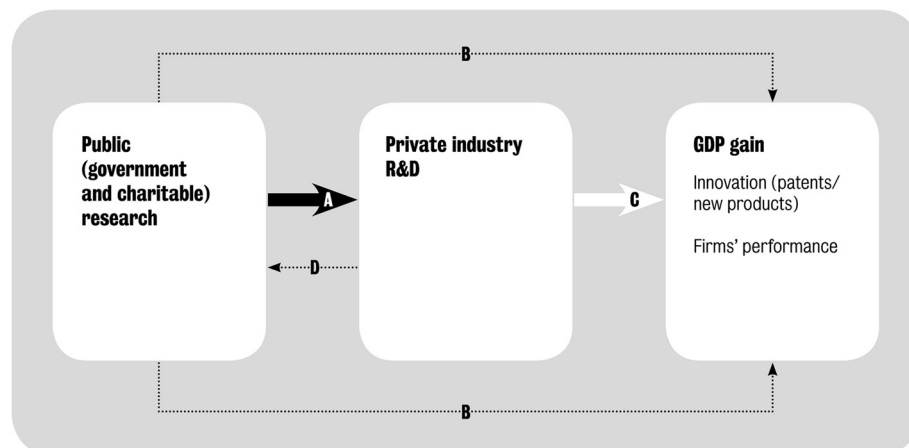 B
Public
(government
and charitable)
research
Private industry
R&D
GDP gain
Innovation (patents/
new products)
Firms’ performance
A
C
D
B